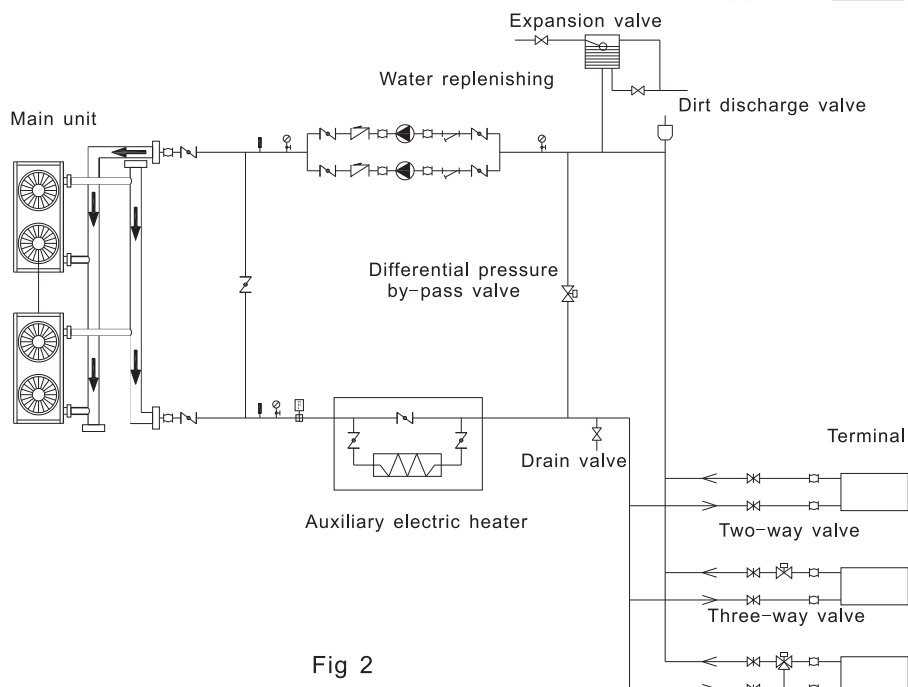 Expansion valve
Water replenishing
Dirt discharge valve
Main unit
Differential pressure
by-pass valve
Drain valve
Terminal
Auxiliary electric heater
Two-way valve
Three-way valve
Fig 2